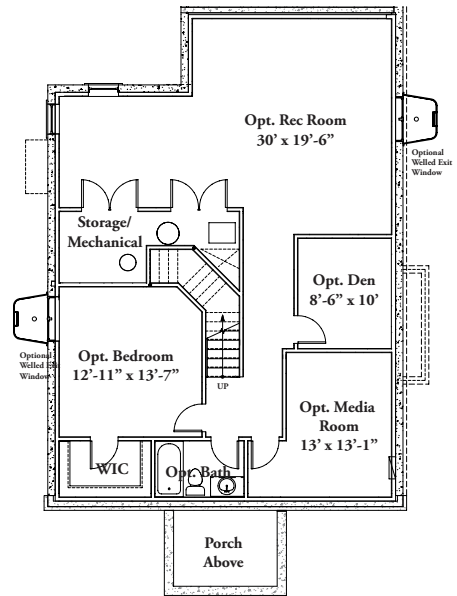 Opt. Rec Room
30' x 19'-6"
Optional
Welled Exit
Window
Storage/
Mechanical
Opt. Den
8'-6" x 10'
Optional
Welled Exit
Window
Opt. Bedroom
12'-11" x 13'-7"
UP
Opt. Media
Room
13' x 13'-1"
WIC
Opt. Bath
Porch
Above